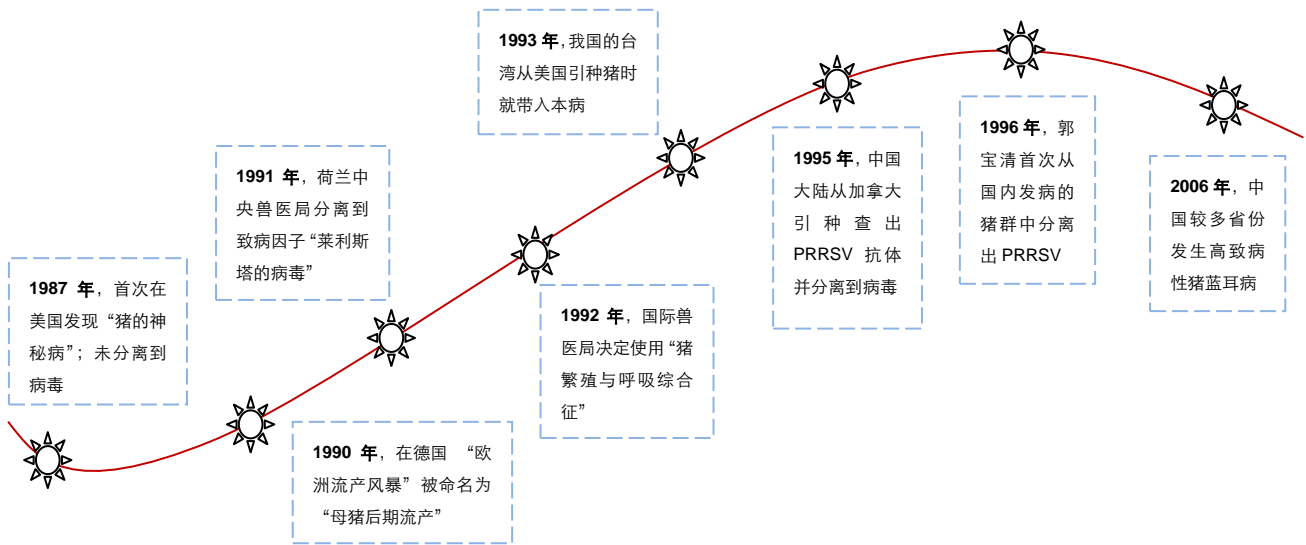 1987 年，首次在
美国发现“猪的神
秘病”；未分离到
病毒
1990 年，在德国 “欧
洲流产风暴” 被命名为
“母猪后期流产”
1991 年，荷兰中
央兽医局分离到
致病因子“莱利斯
塔的病毒”
1992 年，国际兽
医局决定使用“猪
繁殖与呼吸综合
征”
1993 年，我国的台
湾从美国引种猪时
就带入本病
1995 年，中国
大陆从加拿大
引种查出
PRRSV 抗体
并分离到病毒
1996 年，郭
宝清首次从
国内发病的
猪群中分离
出 PRRSV
2006 年，中
国较多省份
发生高致病
性猪蓝耳病